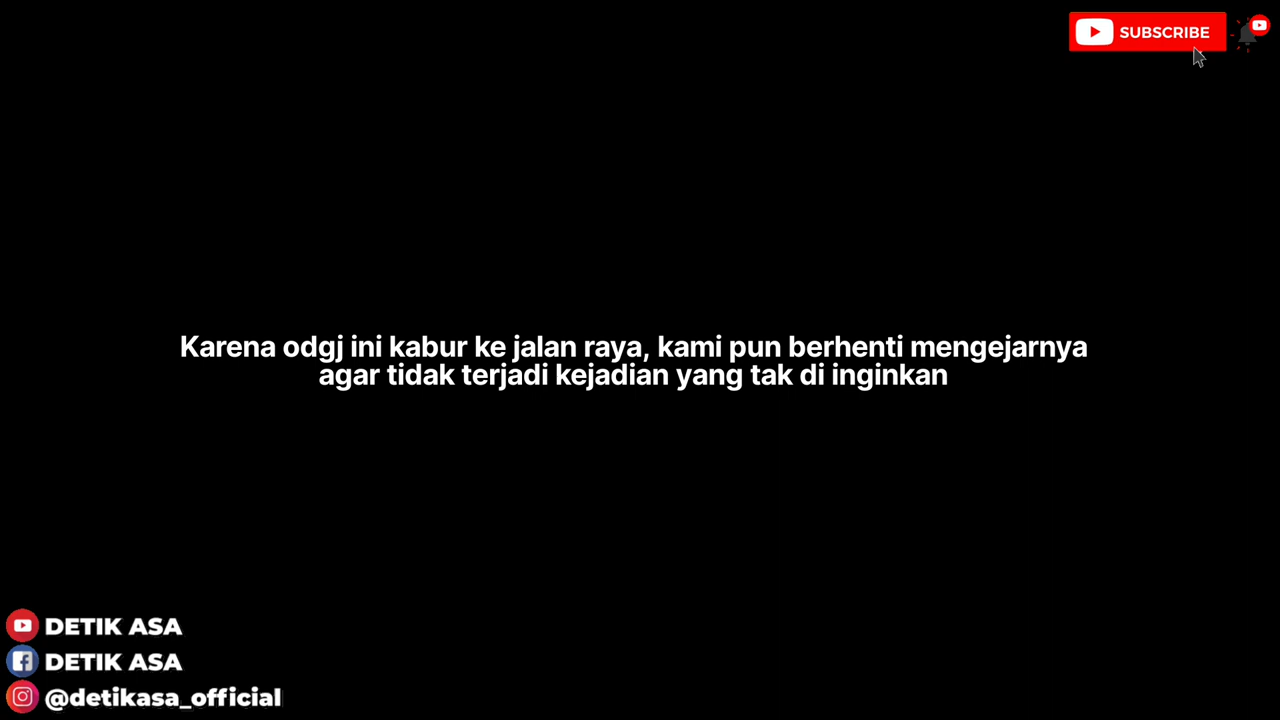 SUBSCRIBE
Karena odgj ini kabur ke jalan raya, kami pun berhenti mengejarnya
agar tidak terjadi kejadian yang tak di inginkan
DETIK ASA
DETIK ASA
@detikasa_official